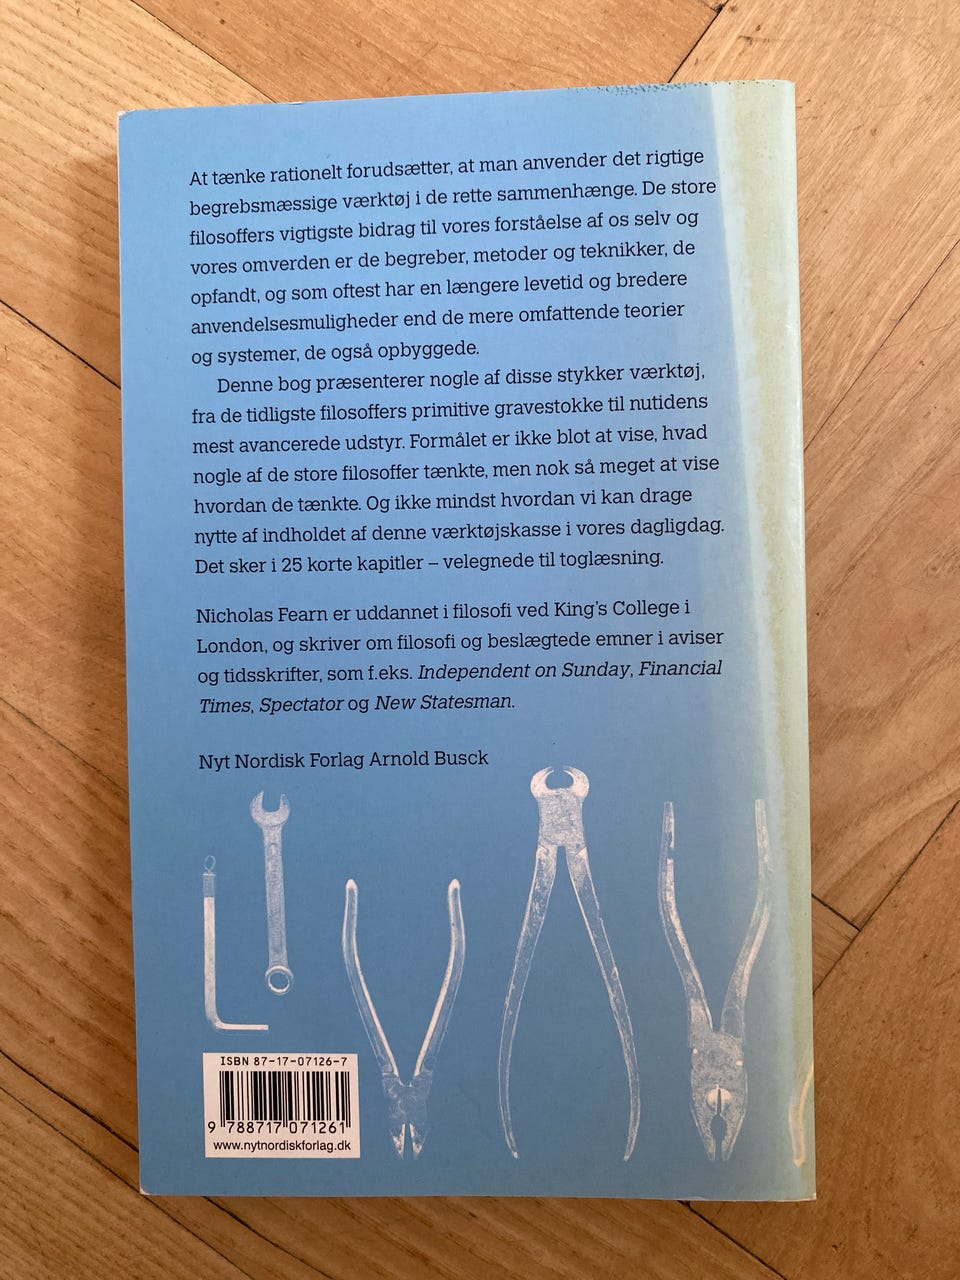 At tænke rationelt forudsætter, at man anvender det rigtige
begrebsmæssige værktøj i de rette sammenhænge. De store
filosoffers vigtigste bidrag til vores forståelse af os selv og
vores omverden er de begreber, metoder og teknikker, de
opfandt, og som oftest har en længere levetid og bredere
anvendelsesmuligheder end de mere omfattende teorier
og systemer, de også opbyggede.
Denne bog præsenterer nogle af disse stykker værktøj,
fra de tidligste filosoffers primitive gravestokke til nutidens
mest avancerede udstyr. Formålet er ikke blot at vise, hvad
nogle af de store filosoffer tænkte, men nok så meget at vise
hvordan de tænkte. Og ikke mindst hvordan vi kan drage
nytte af indholdet af denne værktøjskasse i vores dagligdag.
Det sker i 25 korte kapitler – velegnede til toglæsning.
Nicholas Fearn er uddannet i filosofi ved King's College i
London, og skriver om filosofi og beslægtede emner i aviser
og tidsskrifter, som f.eks. Independent on Sunday, Financial
Times, Spectator og New Statesman.
Nyt Nordisk Forlag Arnold Busck
ISBN 87-17-07126-7
9 788717 071261
www.nytnordiskforlag.dk